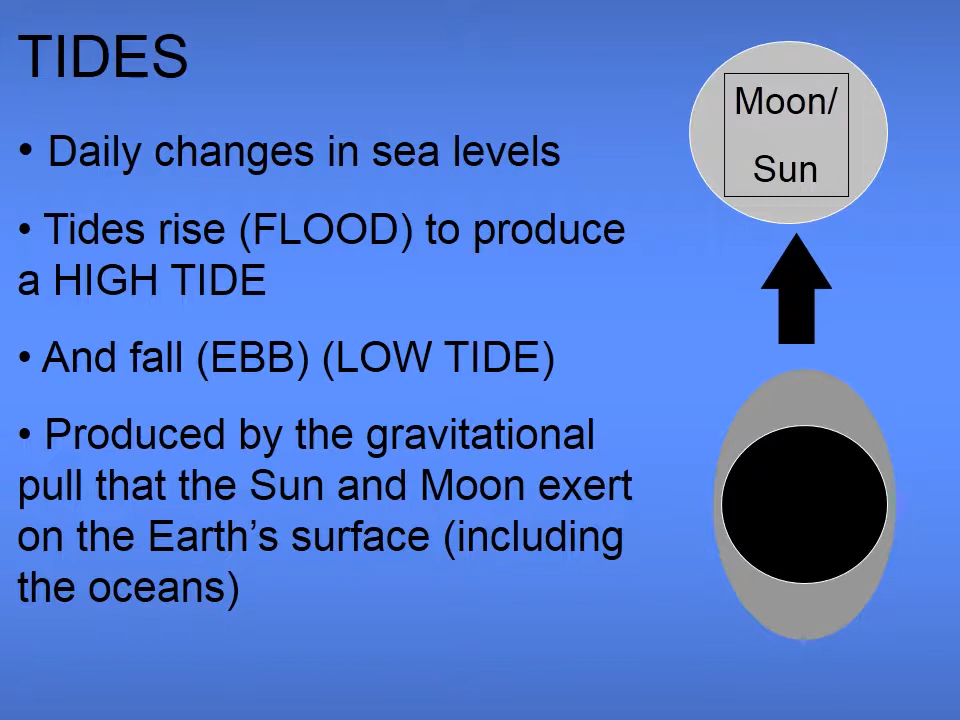 TIDES
• Daily changes in sea levels
• Tides rise (FLOOD) to produce
a HIGH TIDE
• And fall (EBB) (LOW TIDE)
• Produced by the gravitational
pull that the Sun and Moon exert
on the Earth’s surface (including
the oceans)
Moon/
Sun